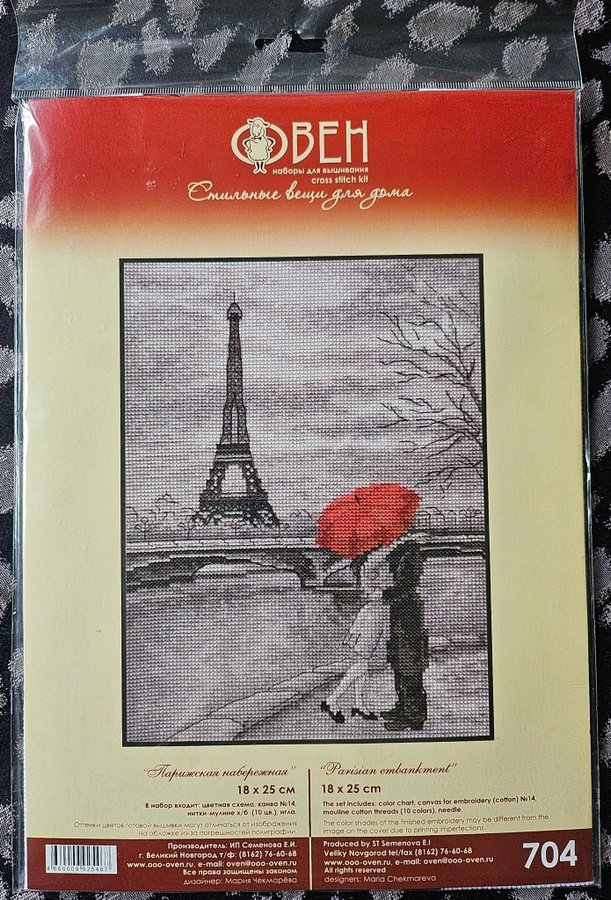 ОВЕН
наборы для вышивания
cross stitch kit
Стильные вещи для дома
"Парижская набережная"
18 х 25 см
В набор входит: цветная схема, канва №14,
нитки-мулине х/б (10 цв.), игла.
Оттенки цветов готовой вышивки могут отличаться от изображения
на обложке из-за погрешностей полиграфии.
"Parisian embankment"
18 x 25 cm
The set includes: color chart, canvas for embroidery (cotton) №14,
mouline cotton threads (10 colors), needle.
The color shades of the finished embroidery may be different from the
image on the cover due to printing imperfections.
4660009925467
Производитель: ИП Семенова Е.И.
г. Великий Новгород т/ф: (8162) 76-60-68
www.ooo-oven.ru, e-mail: oven@ooo-oven.ru
Все права защищены законом
дизайнер: Мария Чекмарёва
Produced by ST Semenova E.I
Veliky Novgorod tel/fax (8162) 76-60-68
www.ooo-oven.ru, e-mail: oven@ooo-oven.ru
All rights reserved.
designers: Maria Chekmareva
704